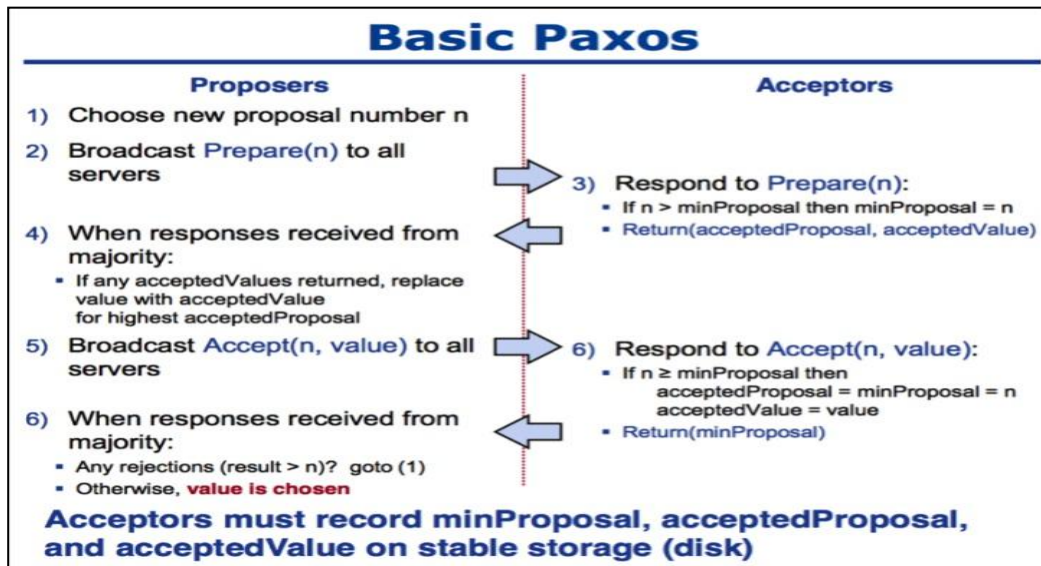 Basic Paxos
Proposers
1) Choose new proposal number n
2) Broadcast Prepare(n) to all
servers
4) When responses received from
majority:
▪ If any acceptedValues returned, replace
value with acceptedValue
for highest acceptedProposal
5) Broadcast Accept(n, value) to all
servers
6) When responses received from
majority:
▪ Any rejections (result > n)? goto (1)
▪ Otherwise, value is chosen
Acceptors
3) Respond to Prepare(n):
▪ If n > minProposal then minProposal = n
▪ Return(acceptedProposal, acceptedValue)
6) Respond to Accept(n, value):
▪ If n ≥ minProposal then
acceptedProposal = minProposal = n
acceptedValue = value
▪ Return(minProposal)
Acceptors must record minProposal, acceptedProposal,
and acceptedValue on stable storage (disk)